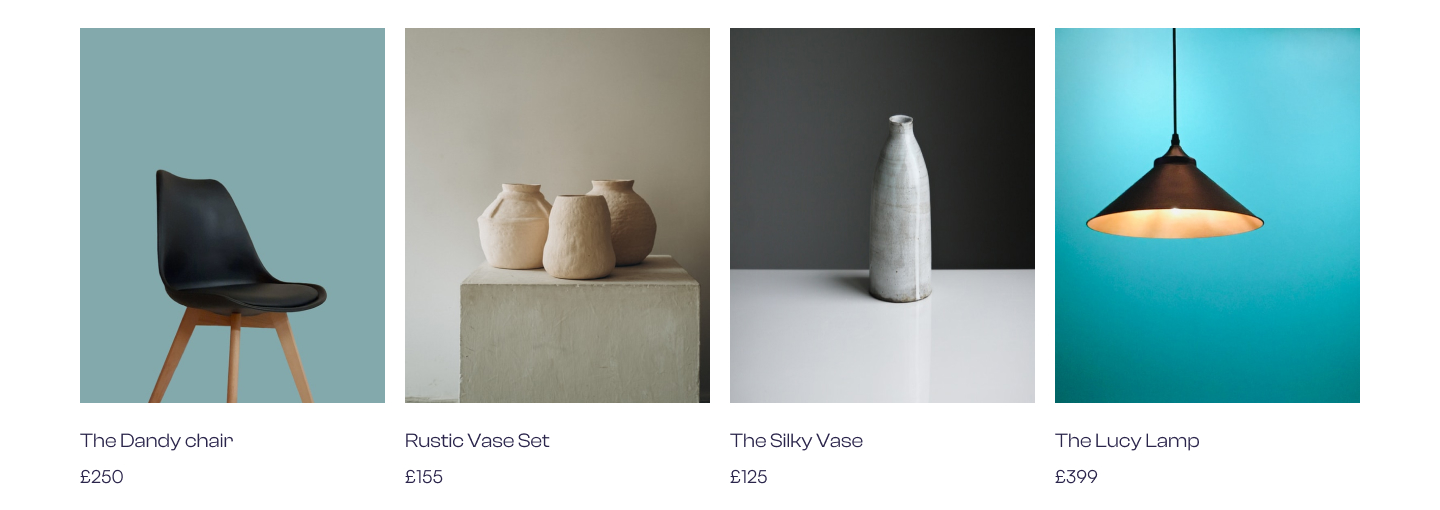 The Dandy chair
£250
Rustic Vase Set
£155
The Silky Vase
£125
The Lucy Lamp
£399